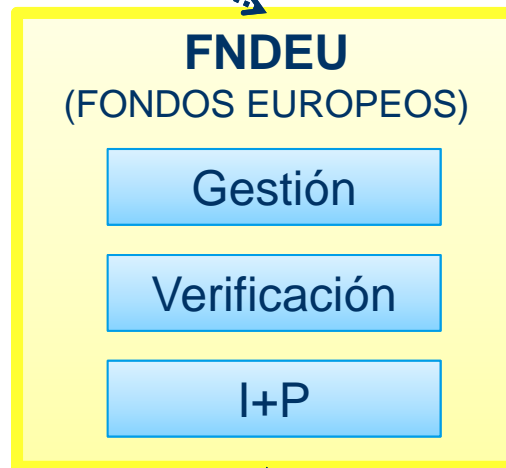 FNDEU
(FONDOS EUROPEOS)
Gestión
Verificación
I+P